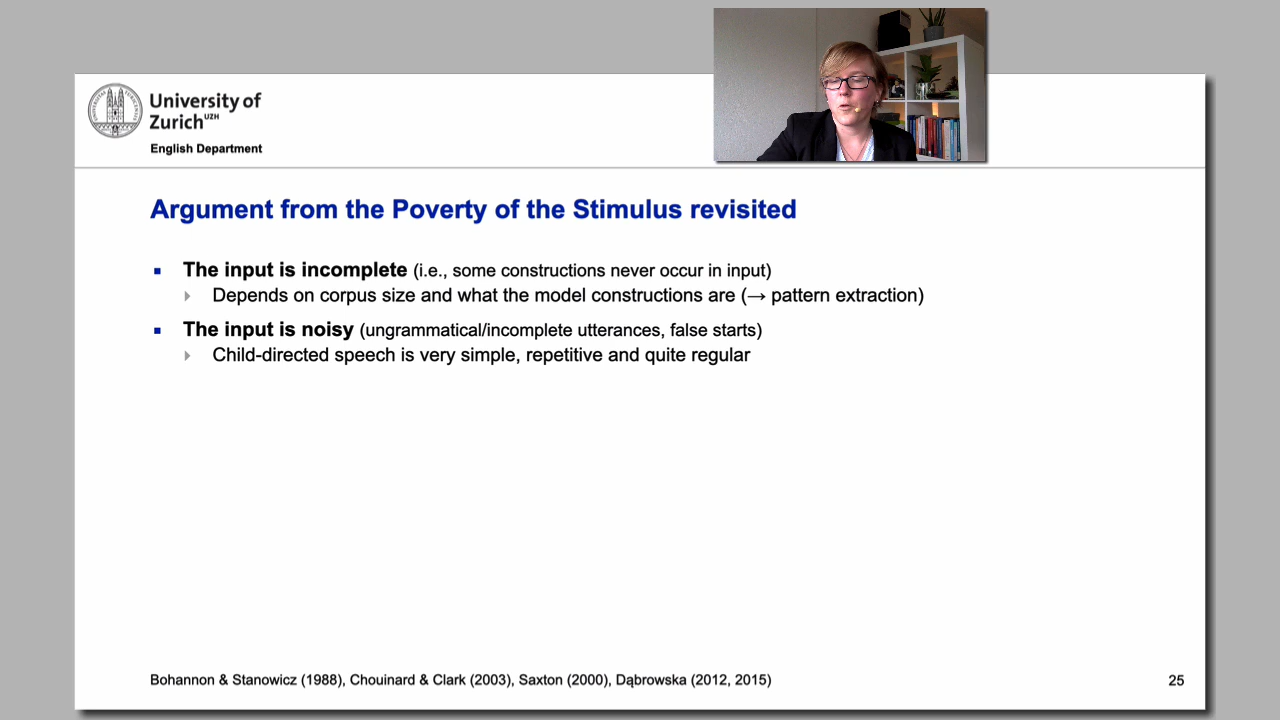 University of
Zurich UZH
English Department
Argument from the Poverty of the Stimulus revisited
The input is incomplete (i.e., some constructions never occur in input)
Depends on corpus size and what the model constructions are (→ pattern extraction)
The input is noisy (ungrammatical/incomplete utterances, false starts)
Child-directed speech is very simple, repetitive and quite regular
Bohannon & Stanowicz (1988), Chouinard & Clark (2003), Saxton (2000), Dąbrowska (2012, 2015)
25